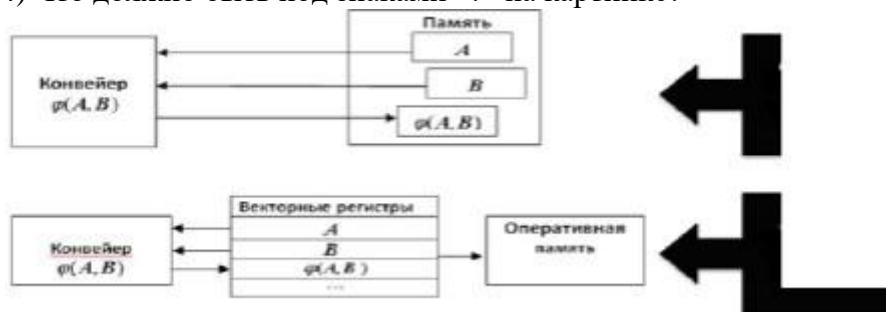 Память
A
Конвейер
B
φ(A, B)
φ(A, B)
Векторные регистры
A
Оперативная
Конвейер
B
память
φ(A, B)
φ(A, B)
...